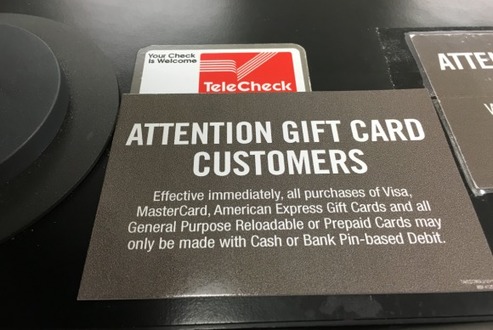 Your Check
is Welcome
TeleCheck
ATTENTION GIFT CARD
CUSTOMERS
Effective immediately, all purchases of Visa,
MasterCard, American Express Gift Cards and all
General Purpose Reloadable or Prepaid Cards may
only be made with Cash or Bank Pin-based Debit.